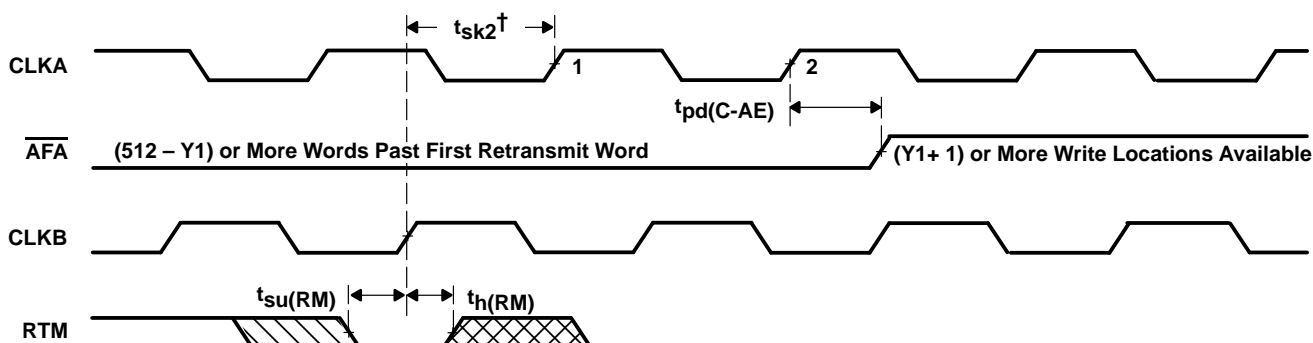 tsk2†
CLKA
1
2
tpd(C-AE)
AFA
(512 – Y1) or More Words Past First Retransmit Word
(Y1+ 1) or More Write Locations Available
CLKB
tsu(RM)
th(RM)
RTM